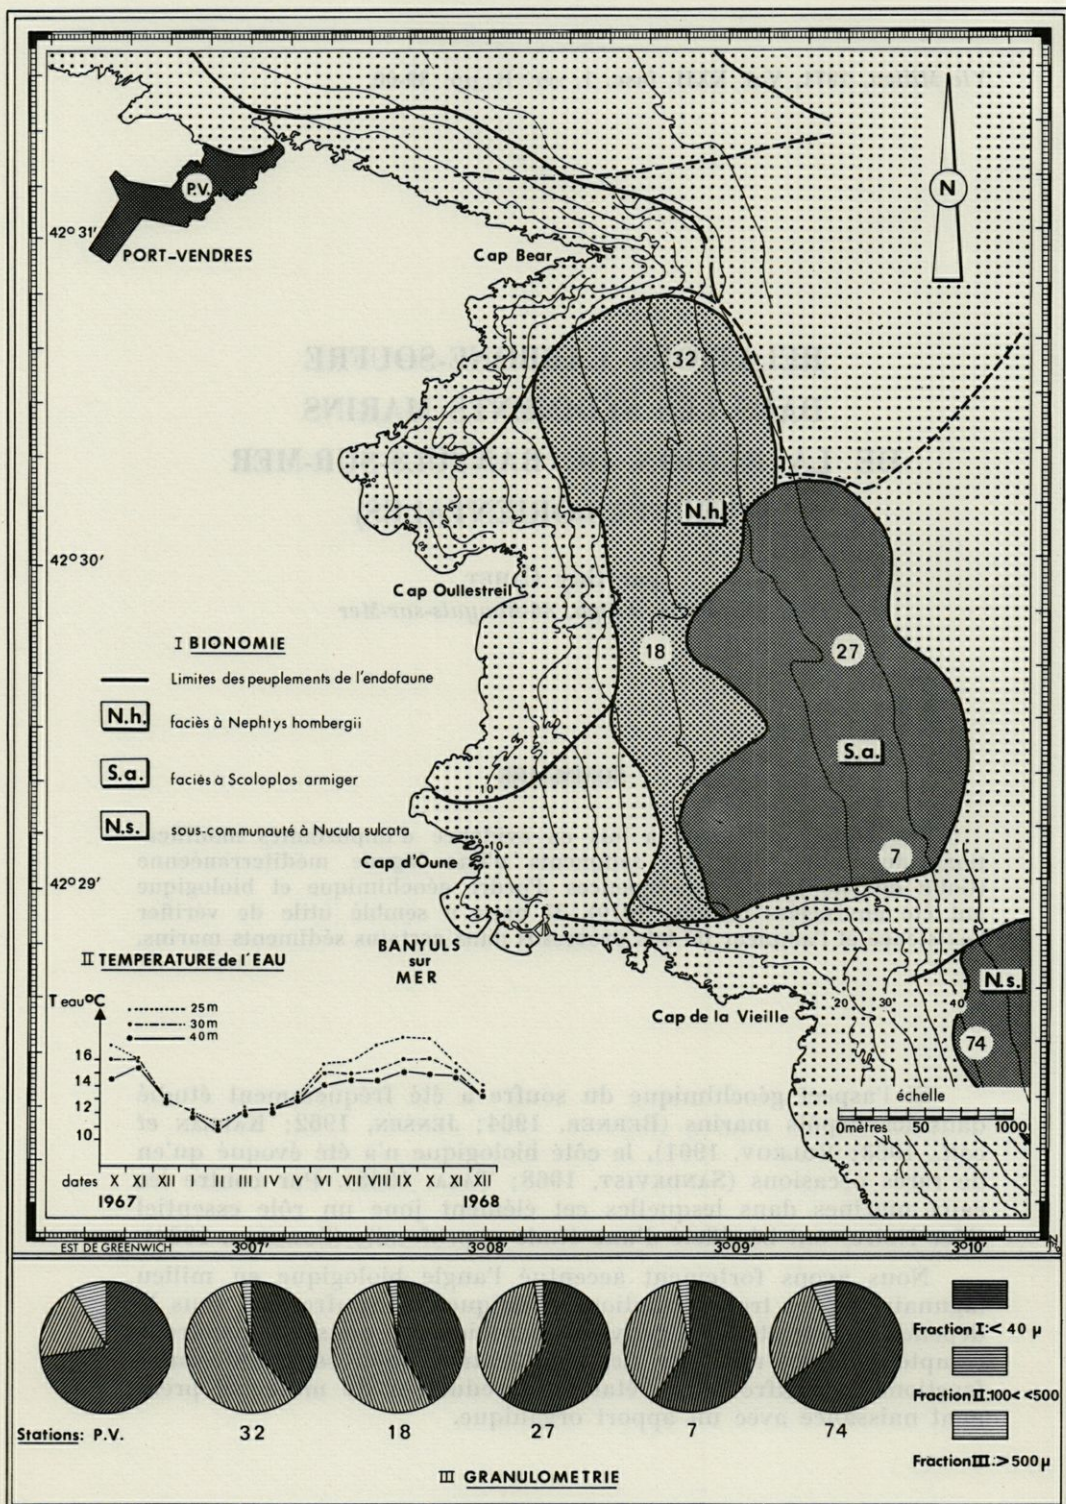 N
P.V.
42°31'
PORT-VENDRES
Cap Bear
32
N.h.
42°30'
Cap Oullestreil
I BIONOMIE
Limites des peuplements de l'endofaune
N.h. faciès à Nephtys hombergii
S.a. faciès à Scoloplos armiger
N.s. sous-communauté à Nucula sulcata
18
27
S.a.
7
10
10
Cap d'Oune
42°29'
BANYULS
sur
MER
Cap de la Vieille
20
30
40
N.s.
74
II TEMPERATURE de l'EAU
T eau°C
25m
30m
40m
16
14
12
10
dates X XI XII I II III IV V VI VII VIII IX X XI XII
1967 1968
échelle
0mètres 50 1000
EST DE GREENWICH 3°07' 3°08' 3°09' 3°10'
Fraction I:< 40 µ
Fraction II:100< <500
Fraction III:> 500 µ
Stations: P.V. 32 18 27 7 74
III GRANULOMETRIE